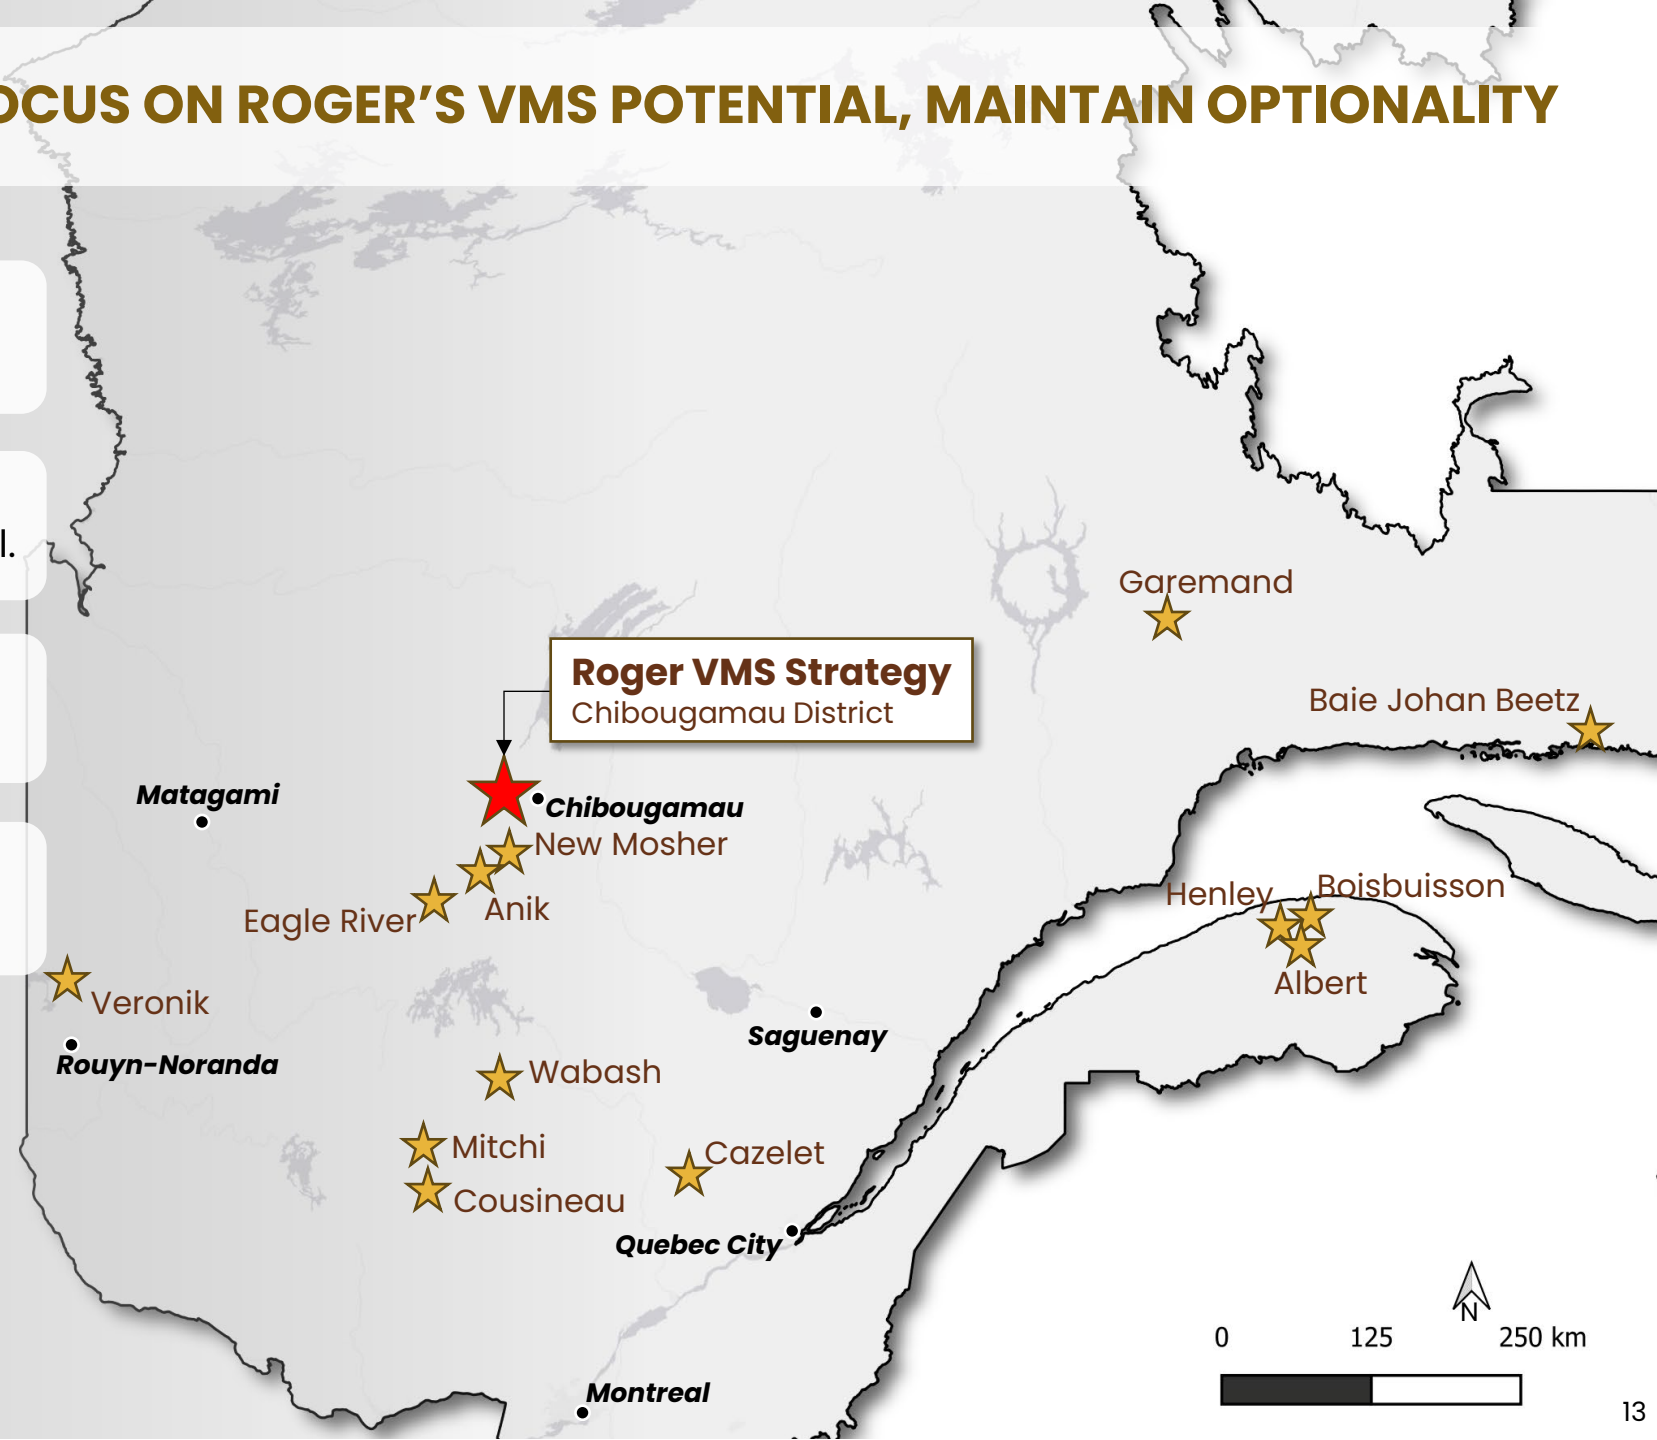 OCUS ON ROGER'S VMS POTENTIAL, MAINTAIN OPTIONALITY
l.
Garemand
Roger VMS Strategy
Chibougamau District
Baie Johan Beetz
Matagami
Chibougamau
New Mosher
Henley
Boisbuisson
Eagle River
Anik
Albert
Veronik
Saguenay
Rouyn-Noranda
Wabash
Mitchi
Cazelet
Cousineau
Quebec City
N
0 125 250 km
Montreal
13